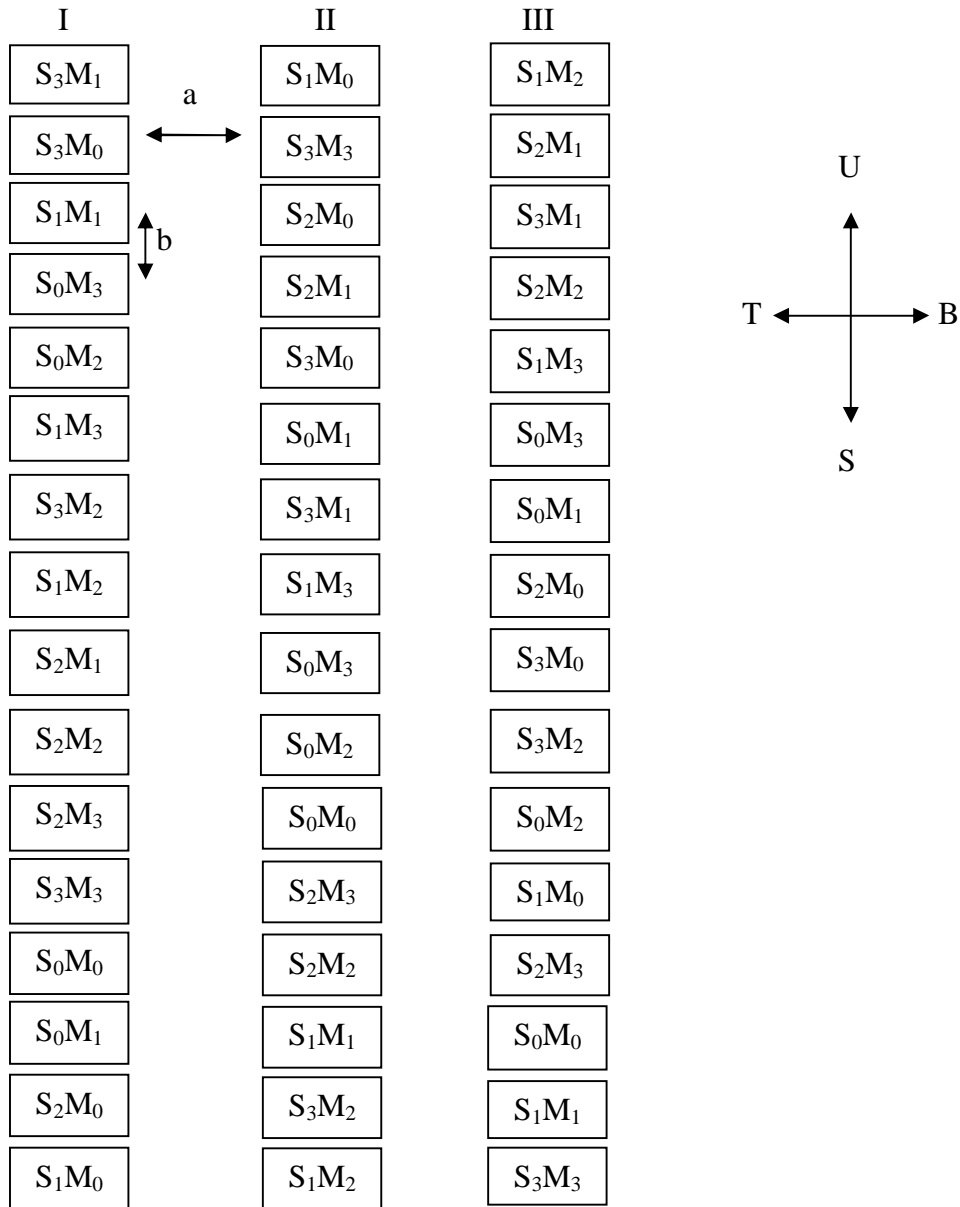 I II III
S₃M₁ S₁M₀ S₁M₂
a
S₃M₀ S₃M₃ S₂M₁
U
S₁M₁ S₂M₀ S₃M₁
b
S₀M₃ S₂M₁ S₂M₂
T B
S₀M₂ S₃M₀ S₁M₃
S₁M₃ S₀M₁ S₀M₃
S
S₃M₂ S₃M₁ S₀M₁
S₁M₂ S₁M₃ S₂M₀
S₂M₁ S₀M₃ S₃M₀
S₂M₂ S₀M₂ S₃M₂
S₂M₃ S₀M₀ S₀M₂
S₃M₃ S₂M₃ S₁M₀
S₀M₀ S₂M₂ S₂M₃
S₀M₁ S₁M₁ S₀M₀
S₂M₀ S₃M₂ S₁M₁
S₁M₀ S₁M₂ S₃M₃